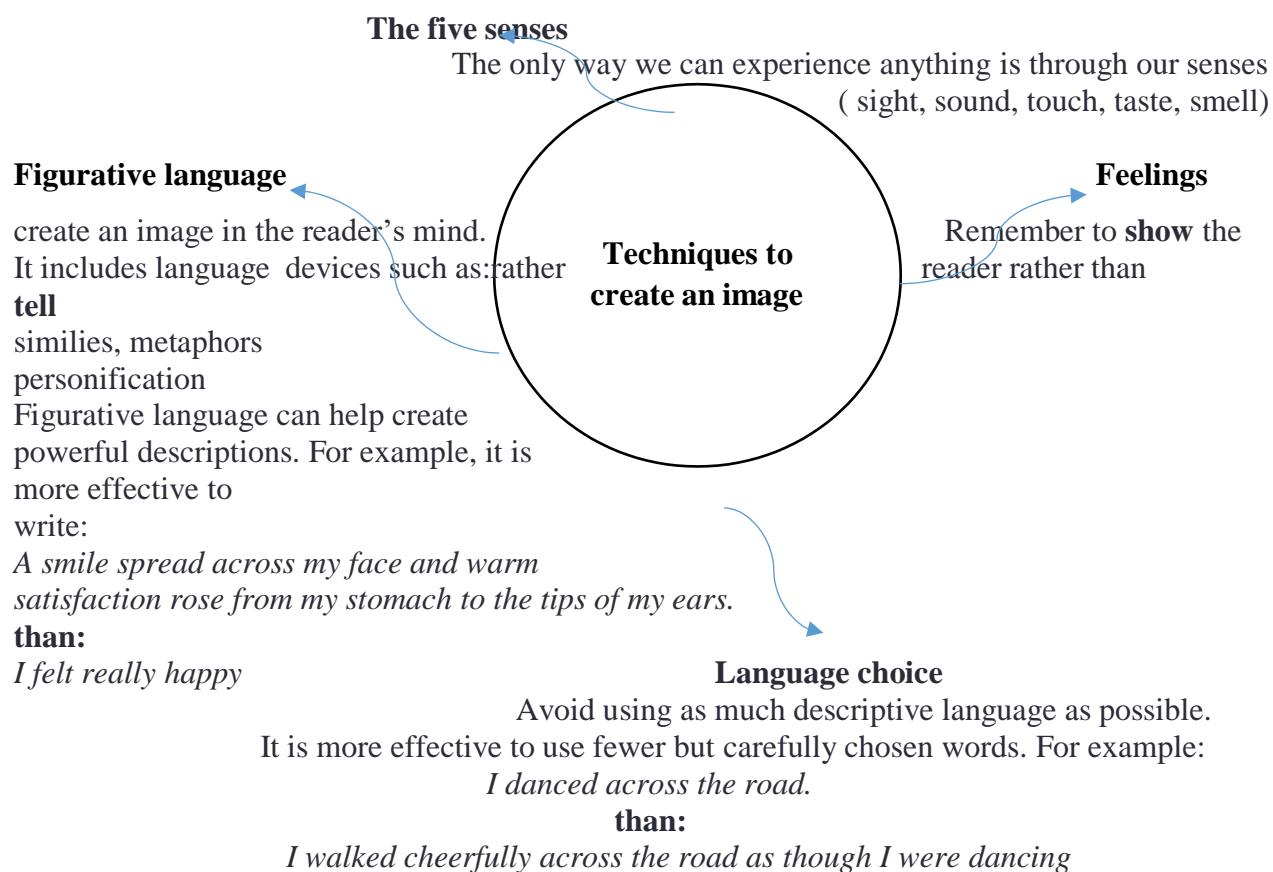 The five senses
The only way we can experience anything is through our senses
( sight, sound, touch, taste, smell)
Figurative language
Feelings
create an image in the reader’s mind.
Remember to show the
It includes language devices such as:rather
reader rather than
tell
similies, metaphors
personification
Techniques to
create an image
Figurative language can help create
powerful descriptions. For example, it is
more effective to
write:
A smile spread across my face and warm
satisfaction rose from my stomach to the tips of my ears.
than:
I felt really happy
Language choice
Avoid using as much descriptive language as possible.
It is more effective to use fewer but carefully chosen words. For example:
I danced across the road.
than:
I walked cheerfully across the road as though I were dancing